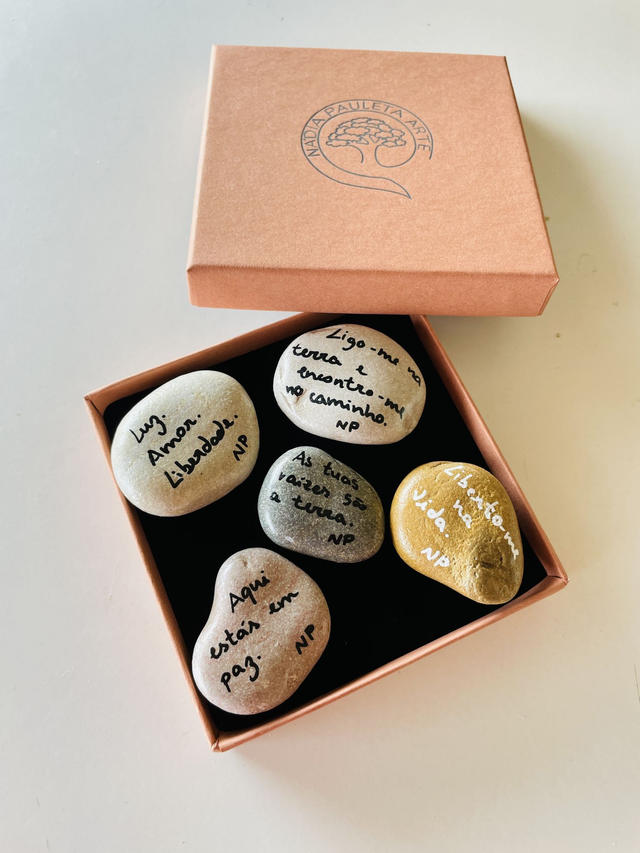 NÁDIA PAULETA ARTE
Ligo-me na
terra e
encontro-me
no caminho.
NP
Luz.
Amor.
Liberdade.
NP
As tuas
raízes são
a terra.
NP
Liberto-me
na
vida.
NP
Aqui
estás em
paz.
NP